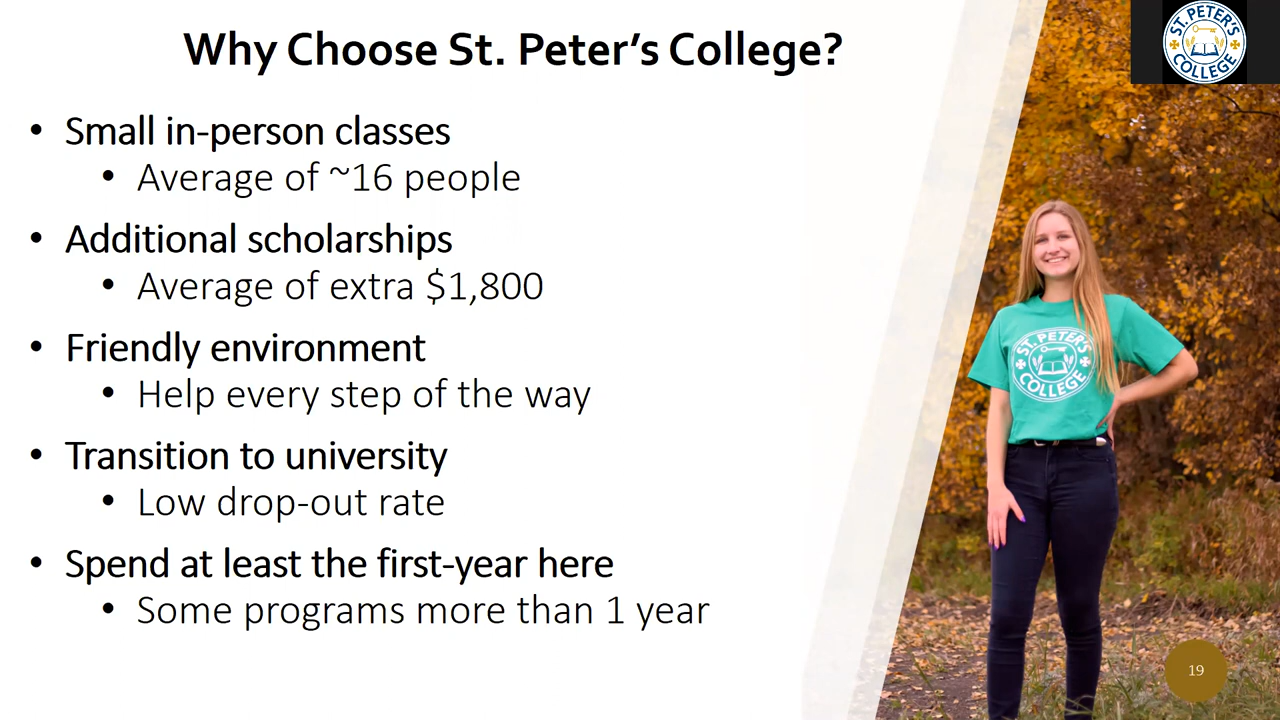 Why Choose St. Peter's College?
ST. PETER'S
COLLEGE
• Small in-person classes
• Average of ~16 people
• Additional scholarships
• Average of extra $1,800
• Friendly environment
• Help every step of the way
• Transition to university
• Low drop-out rate
• Spend at least the first-year here
• Some programs more than 1 year
ST. PETER'S
COLLEGE
19